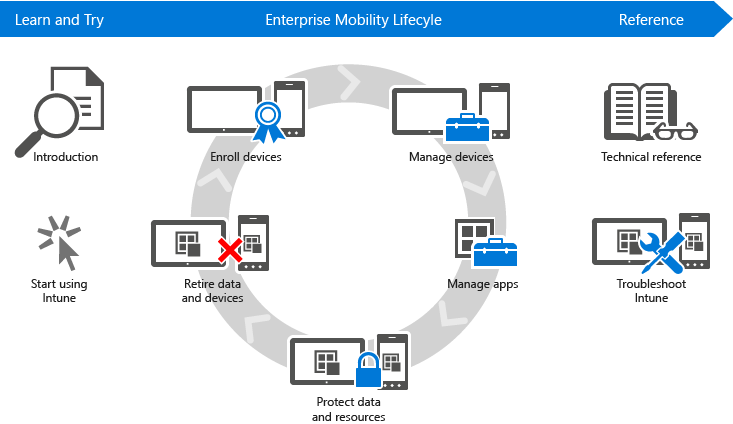 Learn and Try
Enterprise Mobility Lifecyle
Reference
Introduction
Enroll devices
Manage devices
Technical reference
Start using
Intune
Retire data
and devices
Manage apps
Troubleshoot
Intune
Protect data
and resources